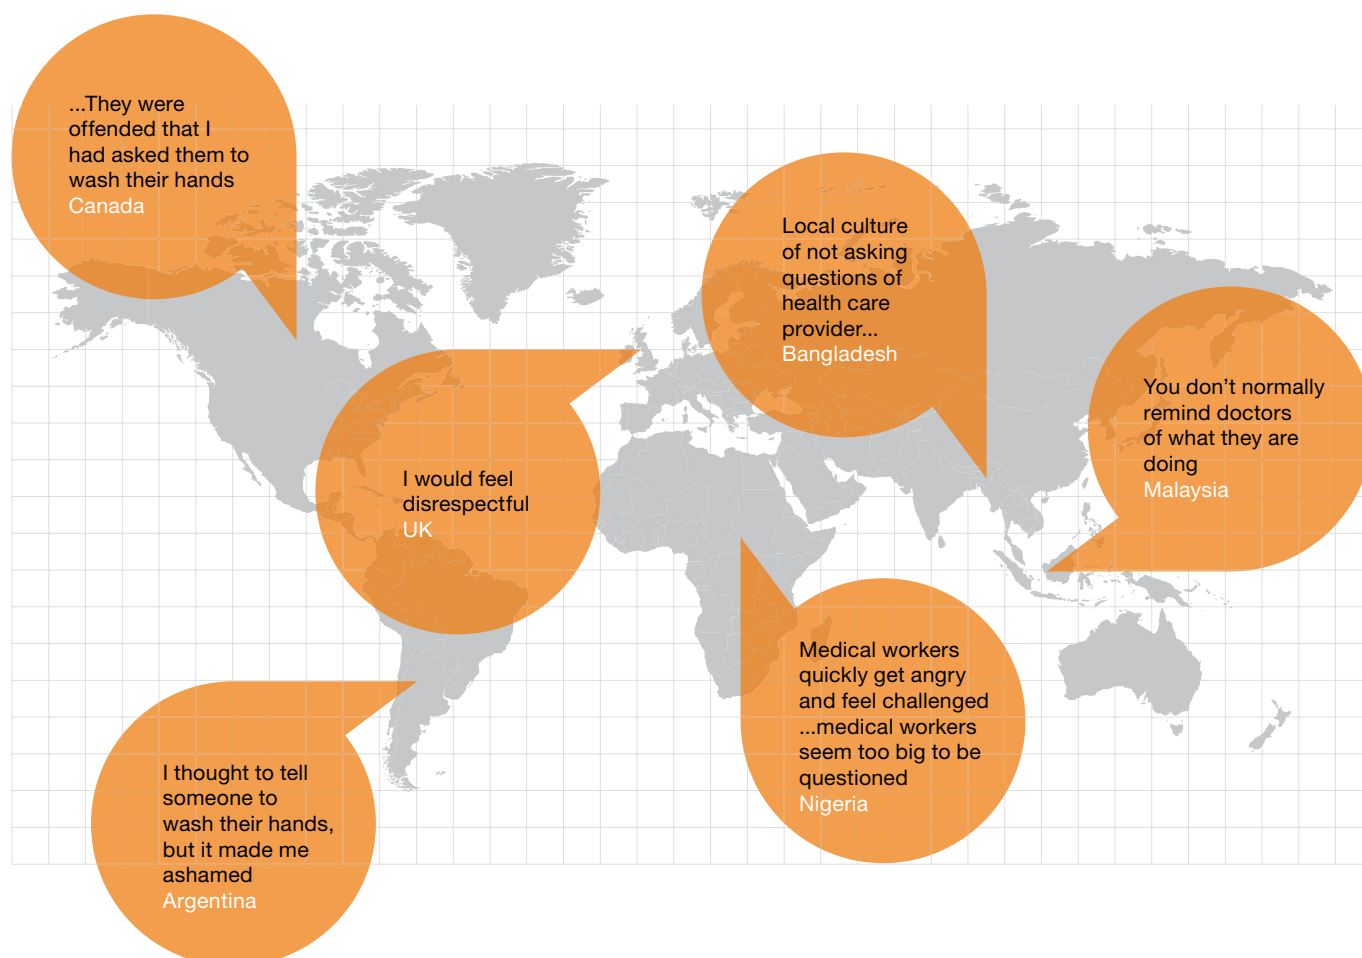 ...They were
offended that I
had asked them to
wash their hands
Canada
Local culture
of not asking
questions of
health care
provider...
Bangladesh
You don’t normally
remind doctors
of what they are
doing
Malaysia
I would feel
disrespectful
UK
Medical workers
quickly get angry
and feel challenged
...medical workers
seem too big to be
questioned
Nigeria
I thought to tell
someone to
wash their hands,
but it made me
ashamed
Argentina